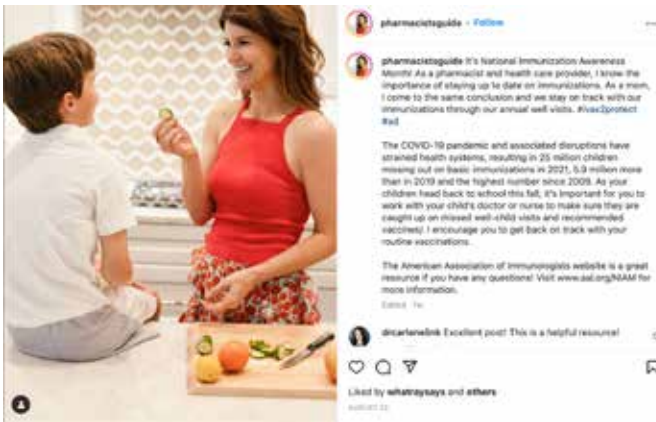 pharmacistsguide • Follow
pharmacistsguide It's National Immunization Awareness
Month! As a pharmacist and health care provider, I know the
importance of staying up to date on immunizations. As a mom,
I come to the same conclusion and we stay on track with our
immunizations through our annual well visits. #ivax2protect
#ad
The COVID-19 pandemic and associated disruptions have
strained health systems, resulting in 25 million children
missing out on basic immunizations in 2021, 5.9 million more
than in 2019 and the highest number since 2009. As your
children head back to school this fall, it's important for you to
work with your child's doctor or nurse to make sure they are
caught up on missed well-child visits and recommended
vaccines! I encourage you to get back on track with your
routine vaccinations.
The American Association of Immunologists website is a great
resource if you have any questions! Visit www.aai.org/NIAM for
more information.
Edited · 1w
drcarlenelink Excellent post! This is a helpful resource!
Liked by whatraysays and others